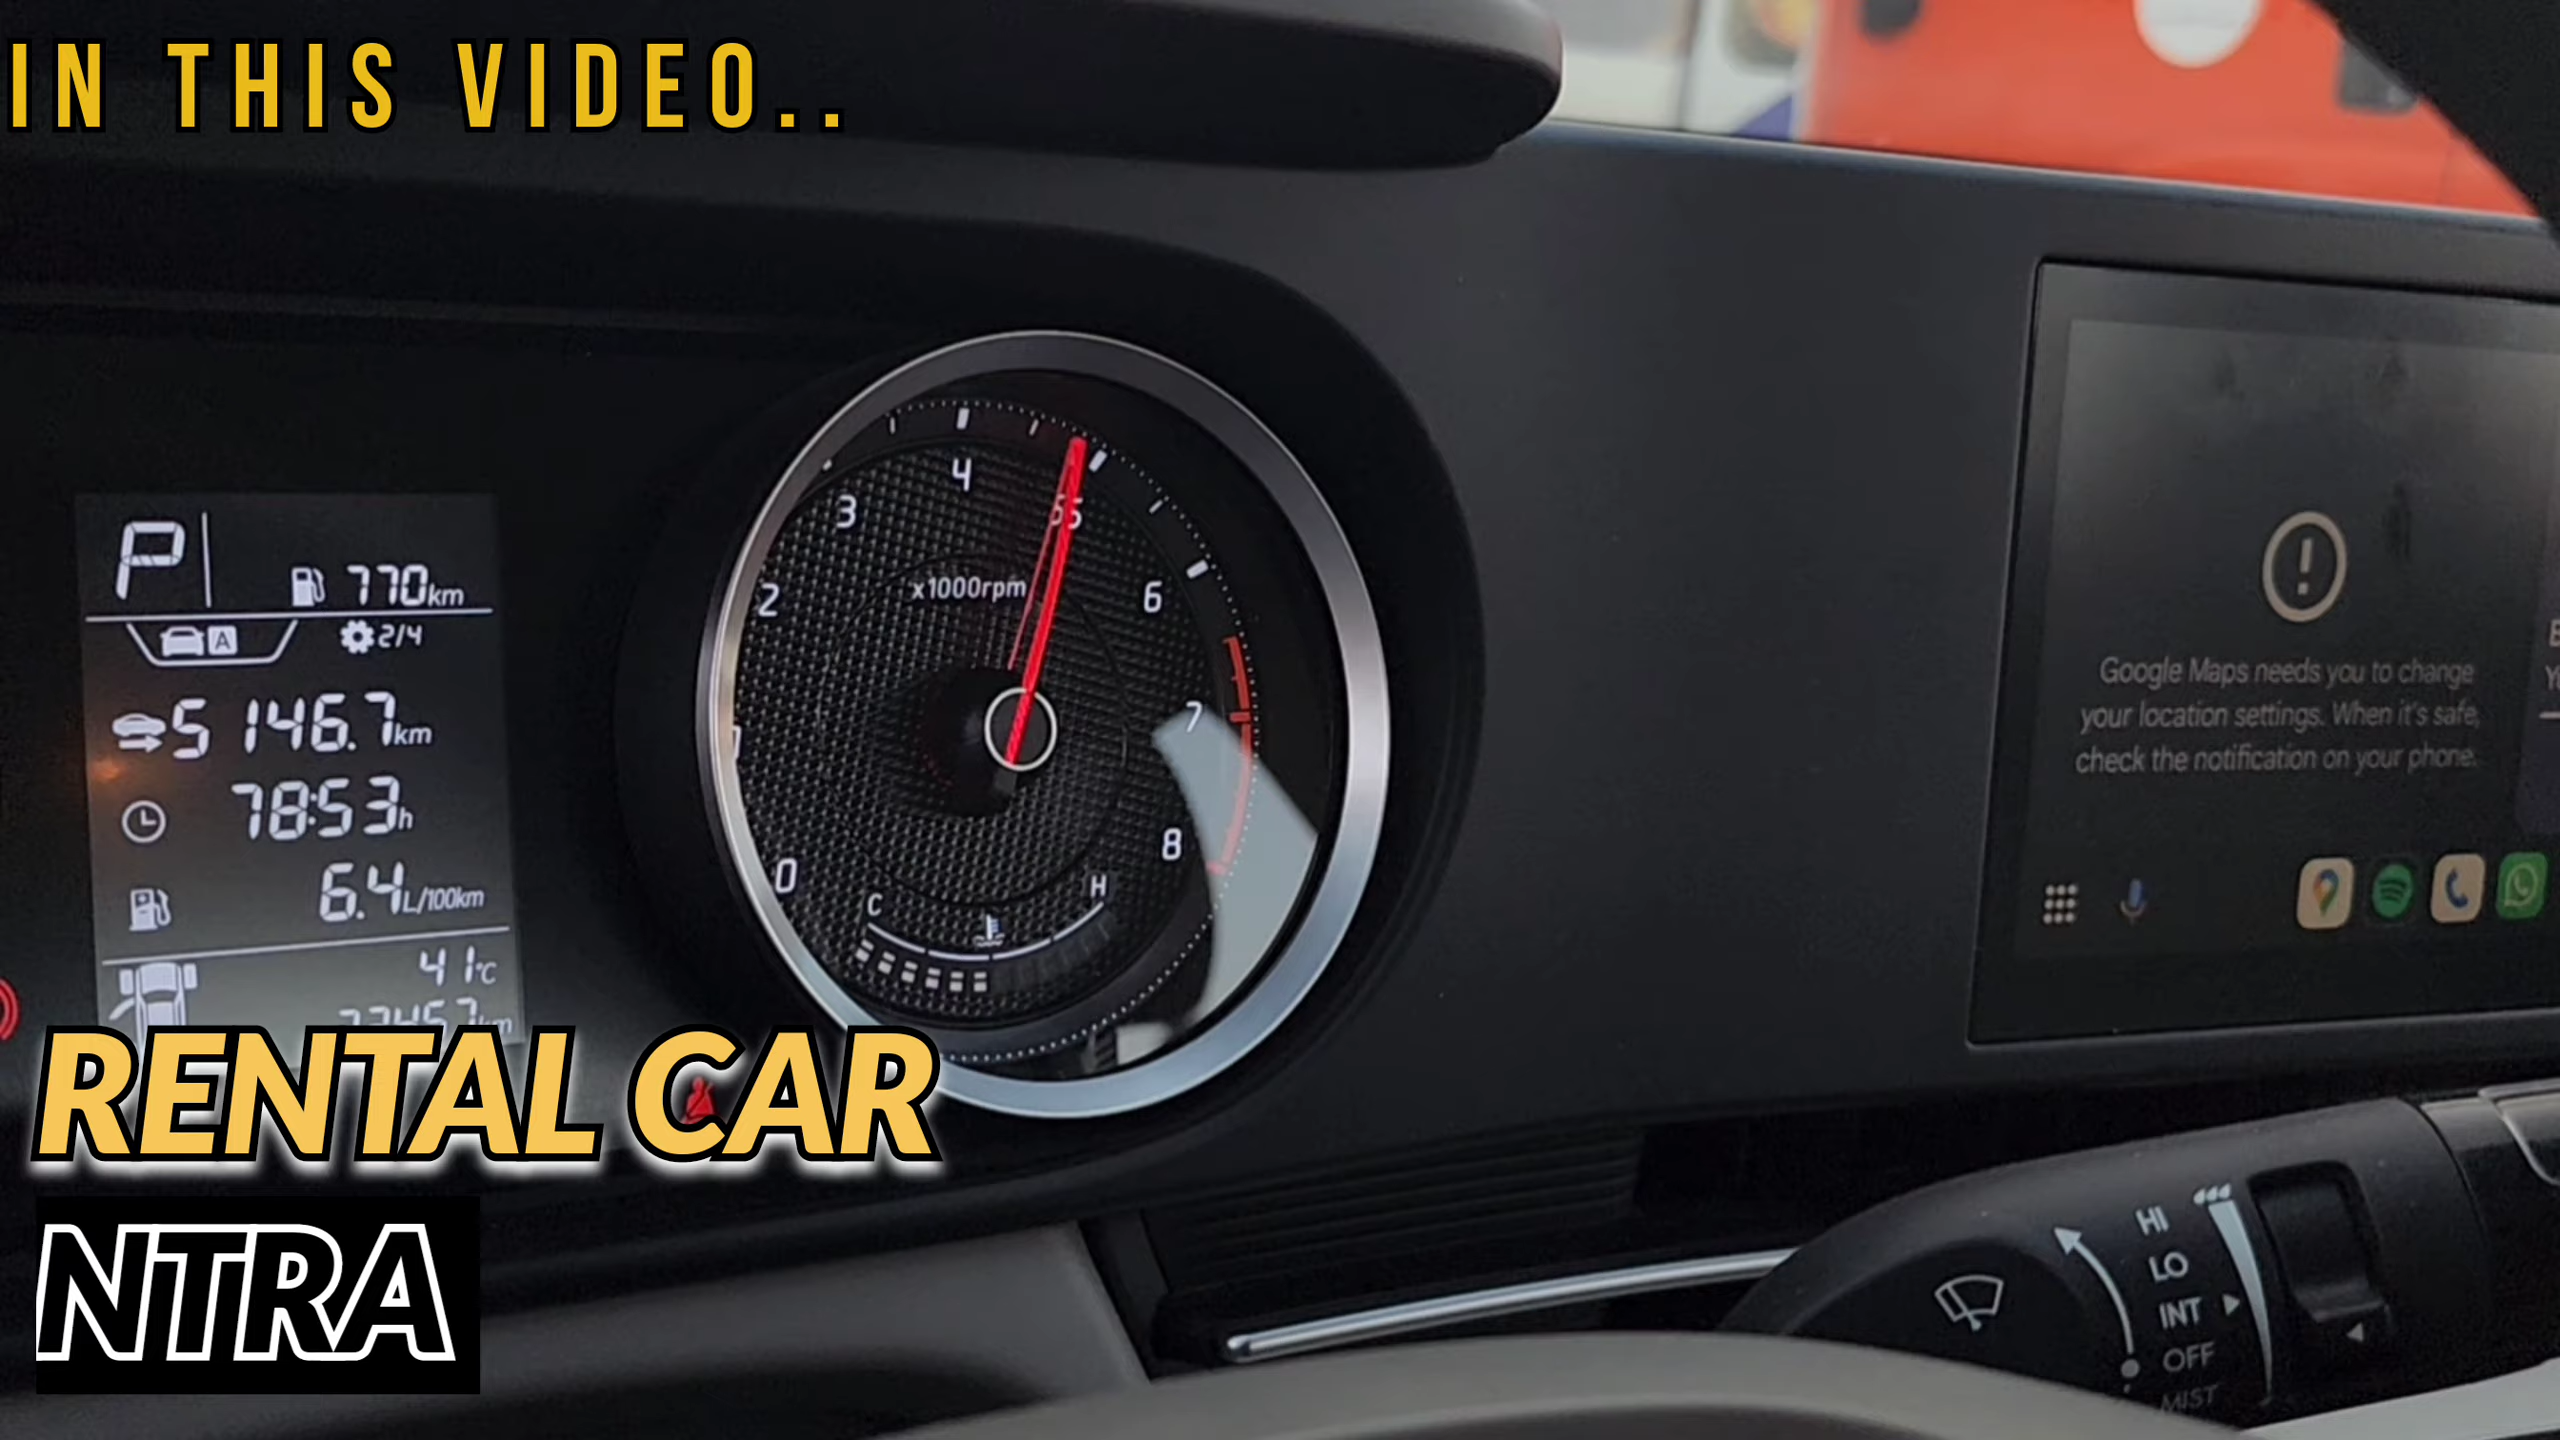 IN THIS VIDEO..
P
770km
A
2/4
5146.7km
78:53h
6.4L/100km
41°C
0
1
2
3
4
5
6
7
8
x1000rpm
C
H
Google Maps needs you to change
your location settings. When it's safe,
check the notification on your phone.
RENTAL CAR
NTRA
HI
LO
INT
OFF
MIST